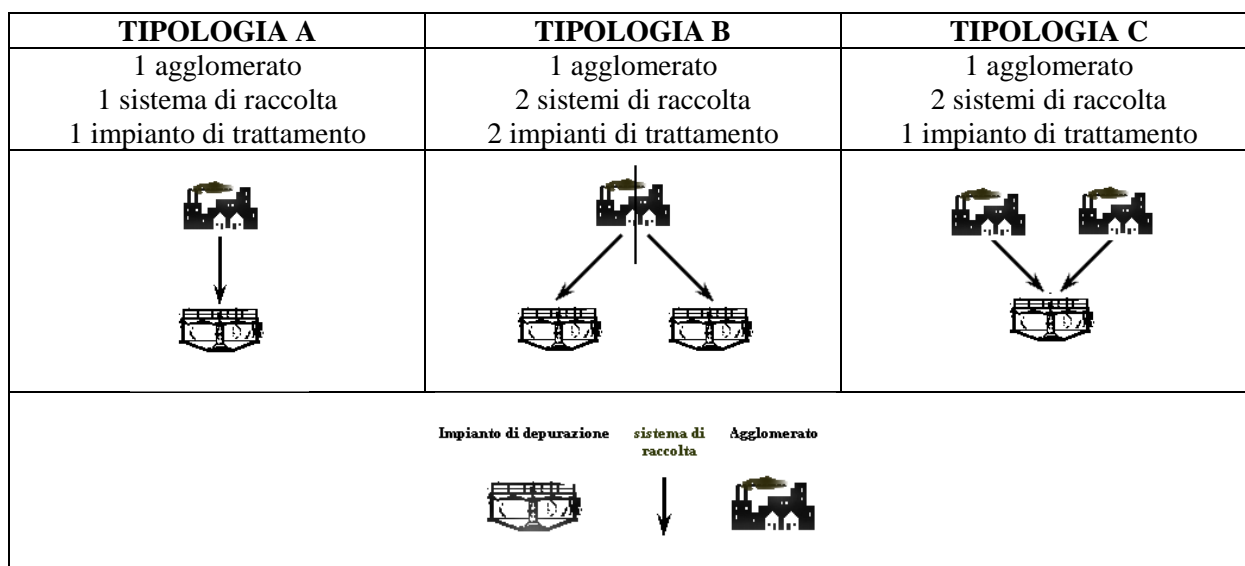 TIPOLOGIA A
1 agglomerato
1 sistema di raccolta
1 impianto di trattamento
TIPOLOGIA B
1 agglomerato
2 sistemi di raccolta
2 impianti di trattamento
TIPOLOGIA C
1 agglomerato
2 sistemi di raccolta
1 impianto di trattamento
Impianto di depurazione
sistema di
raccolta
Agglomerato